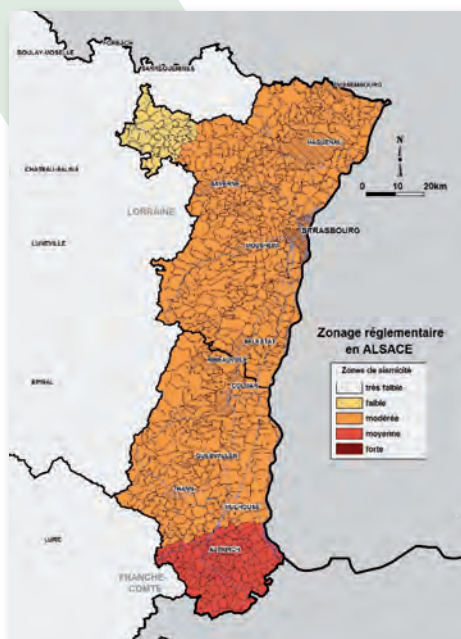 BOULAY-MOSELLE
FORBACH
SARREGUEMINES
WISSEMBOURG
HAGUENAU
N
0 10 20km
CHATEAU-SALINS
SAVERNE
LORRAINE
STRASBOURG
LUNEVILLE
MOLSHEIM
Zonage réglementaire
en ALSACE
SELESTAT
RIBEAUVILLE
Zones de sismicité
COLMAR
très faible
EPINAL
faible
modérée
moyenne
GUEBWILLER
forte
THANN
MULHOUSE
LURE
ALTKIRCH
FRANCHE-
COMTE